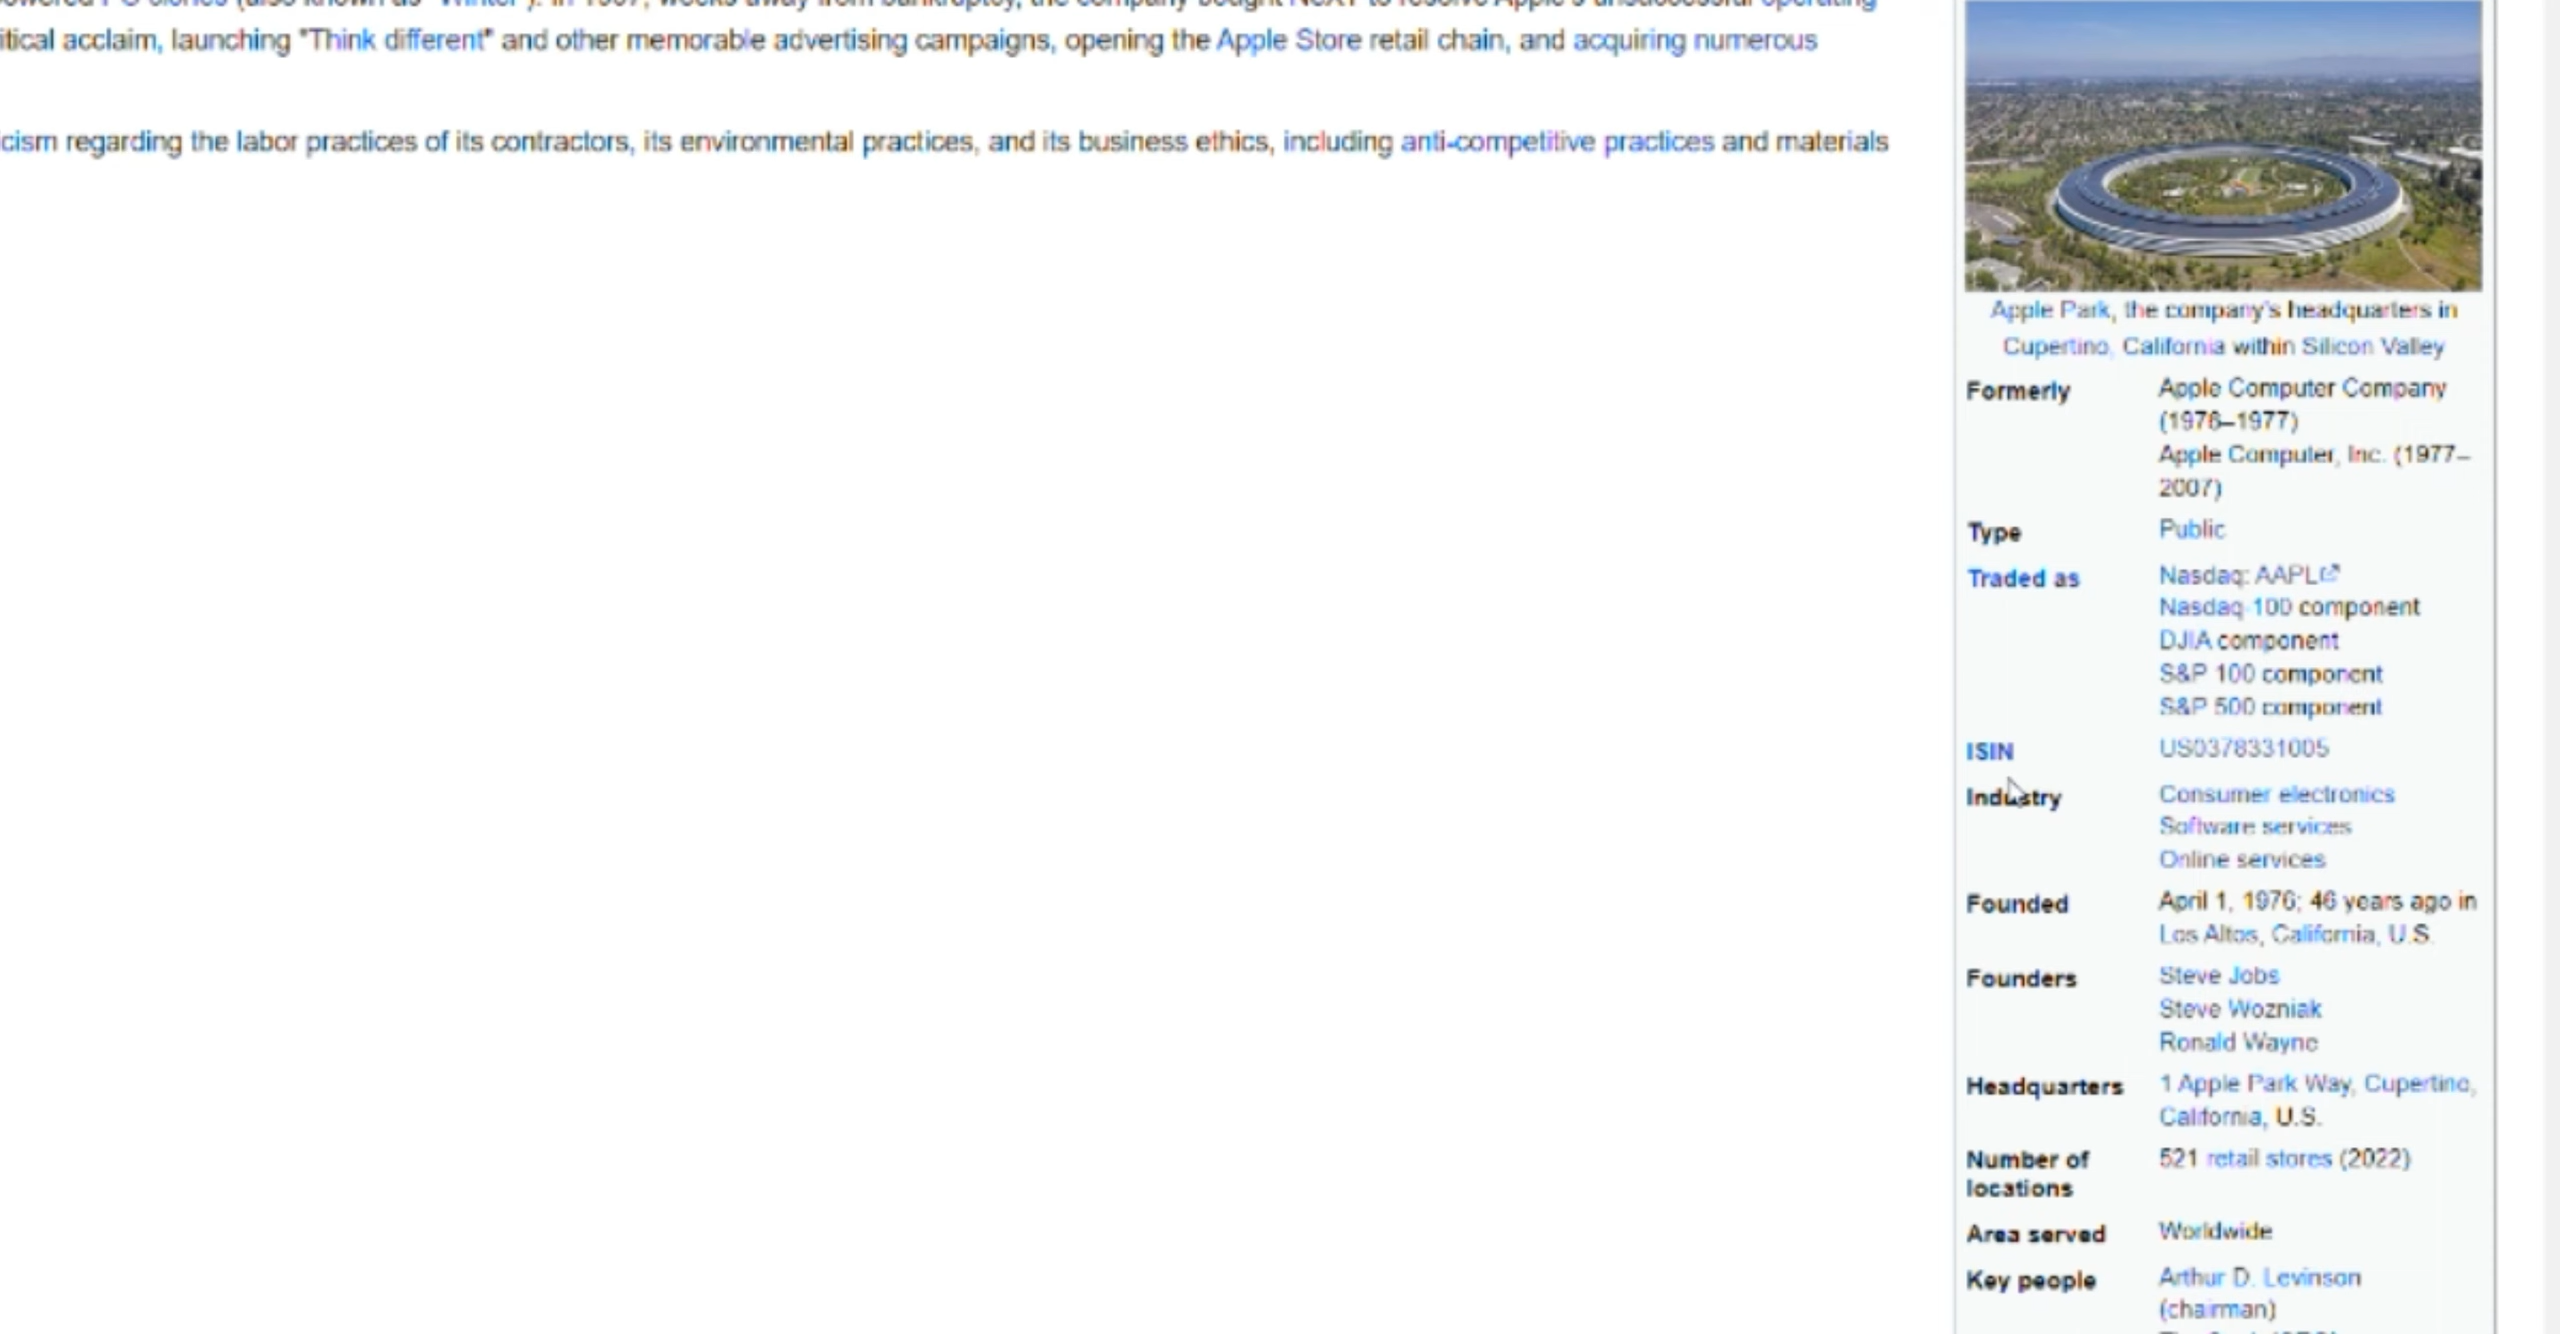 itical acclaim, launching "Think different" and other memorable advertising campaigns, opening the Apple Store retail chain, and acquiring numerous
cism regarding the labor practices of its contractors, its environmental practices, and its business ethics, including anti-competitive practices and materials
Apple Park, the company's headquarters in
Cupertino, California within Silicon Valley
Formerly Apple Computer Company
(1976–1977)
Apple Computer, Inc. (1977–
2007)
Type Public
Traded as Nasdaq: AAPL
Nasdaq-100 component
DJIA component
S&P 100 component
S&P 500 component
ISIN US0378331005
Industry Consumer electronics
Software services
Online services
Founded April 1, 1976; 46 years ago in
Los Altos, California, U.S.
Founders Steve Jobs
Steve Wozniak
Ronald Wayne
Headquarters 1 Apple Park Way, Cupertino,
California, U.S.
Number of locations 521 retail stores (2022)
Area served Worldwide
Key people Arthur D. Levinson
(chairman)